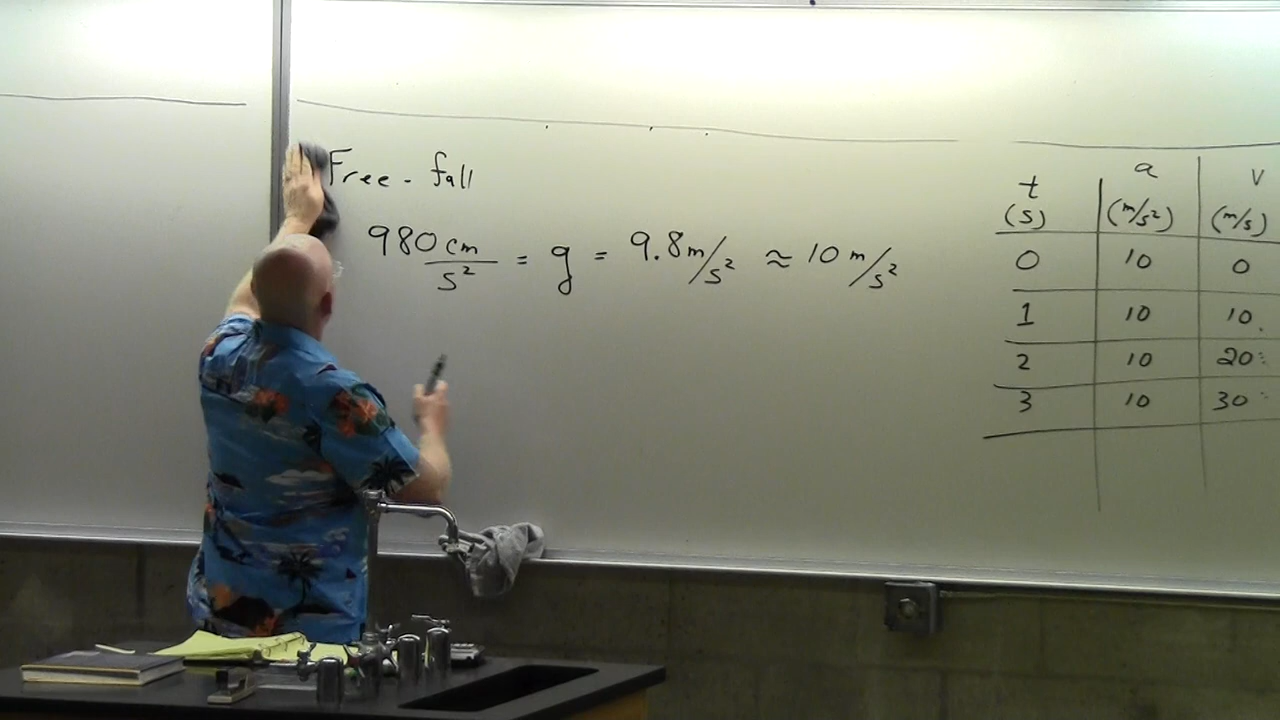 Free-fall
980 cm/s² = g = 9.8 m/s² ≈ 10 m/s²
t a v
(s) (m/s²) (m/s)
0 10 0
1 10 10
2 10 20
3 10 30